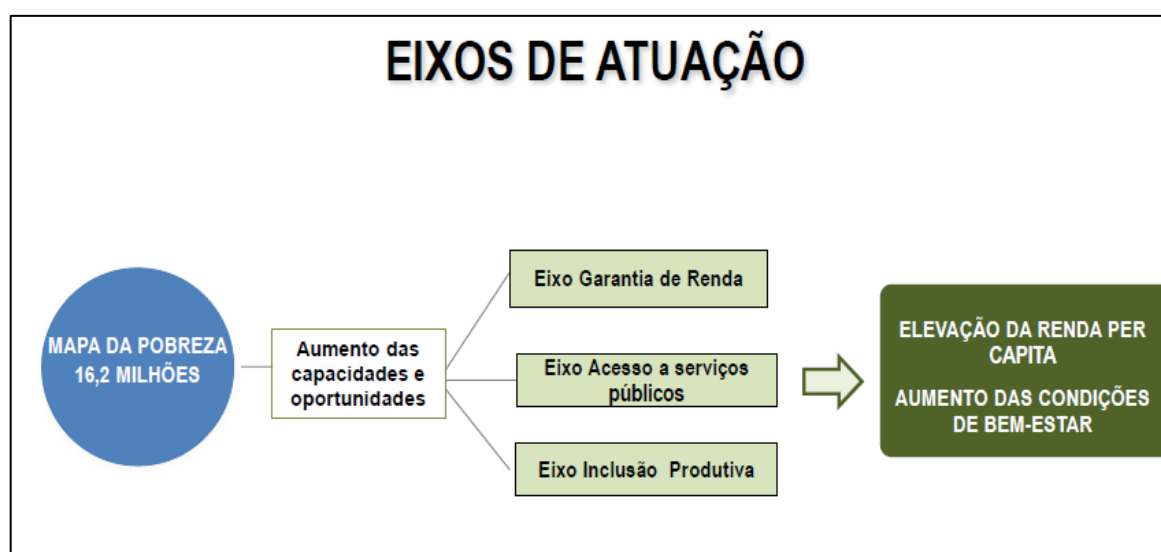 EIXOS DE ATUAÇÃO
MAPA DA POBREZA
16,2 MILHÕES
Aumento das
capacidades e
oportunidades
Eixo Garantia de Renda
Eixo Acesso a serviços
públicos
Eixo Inclusão Produtiva
ELEVAÇÃO DA RENDA PER
CAPITA
AUMENTO DAS CONDIÇÕES
DE BEM-ESTAR